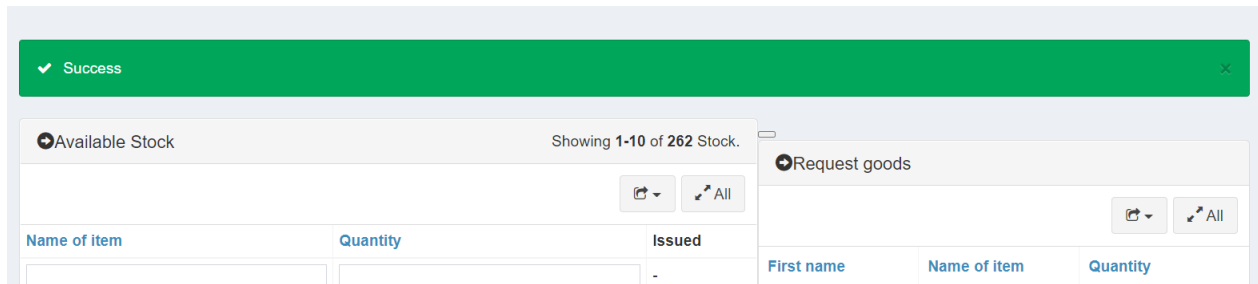 Success
×
Available Stock
Showing 1-10 of 262 Stock.
All
Name of item
Quantity
Issued
-
Request goods
All
First name
Name of item
Quantity